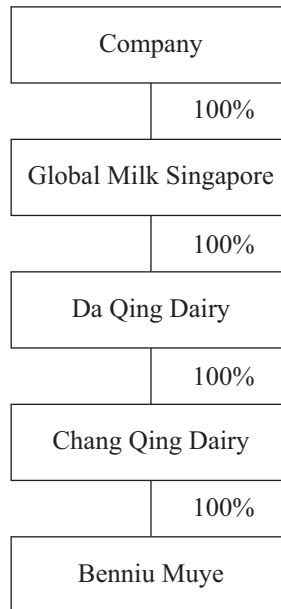 Company
100%
Global Milk Singapore
100%
Da Qing Dairy
100%
Chang Qing Dairy
100%
Benniu Muye